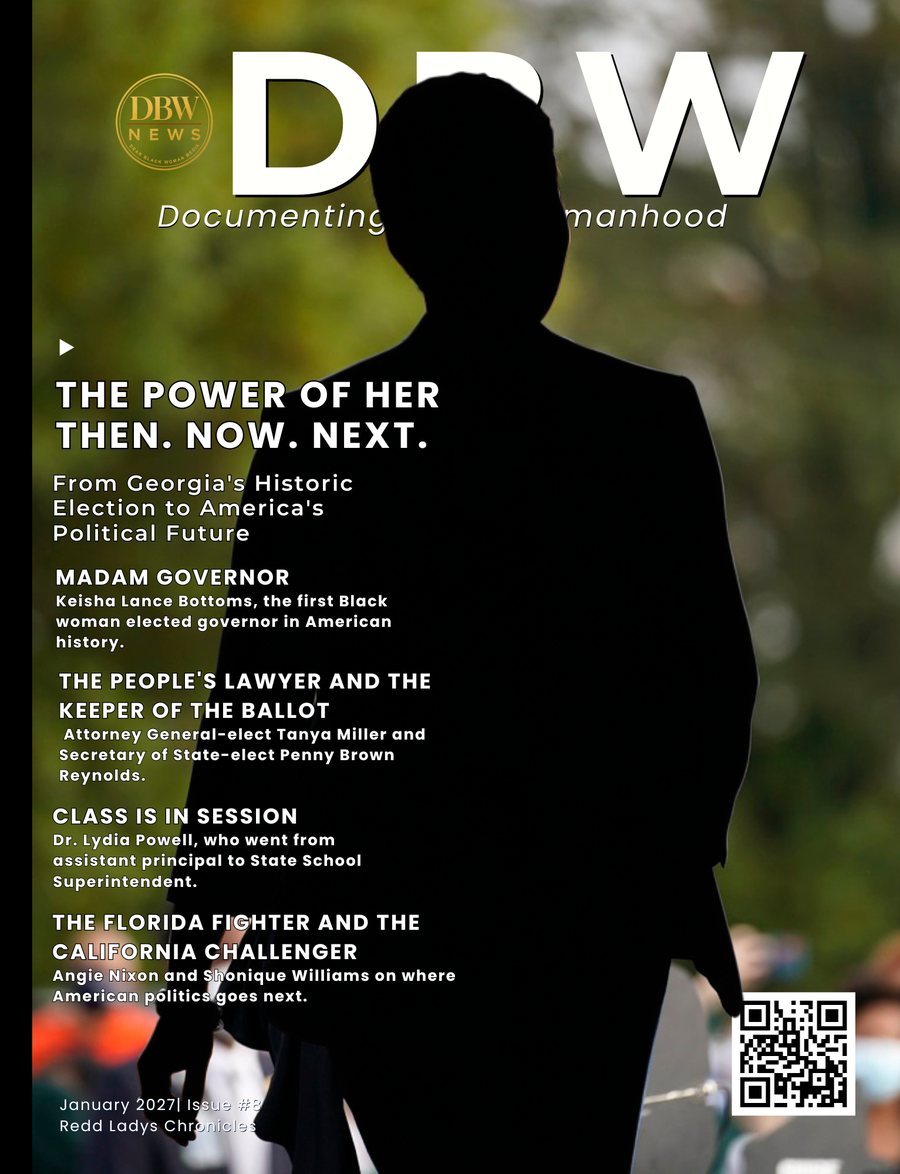 DBW
NEWS
DEAR BLACK WOMAN MEDIA
D B W
Documenting manhood
THE POWER OF HER
THEN. NOW. NEXT.
From Georgia's Historic
Election to America's
Political Future
MADAM GOVERNOR
Keisha Lance Bottoms, the first Black
woman elected governor in American
history.
THE PEOPLE'S LAWYER AND THE
KEEPER OF THE BALLOT
Attorney General-elect Tanya Miller and
Secretary of State-elect Penny Brown
Reynolds.
CLASS IS IN SESSION
Dr. Lydia Powell, who went from
assistant principal to State School
Superintendent.
THE FLORIDA FIGHTER AND THE
CALIFORNIA CHALLENGER
Angie Nixon and Shonique Williams on where
American politics goes next.
January 2027| Issue #8
Redd Ladys Chronicles